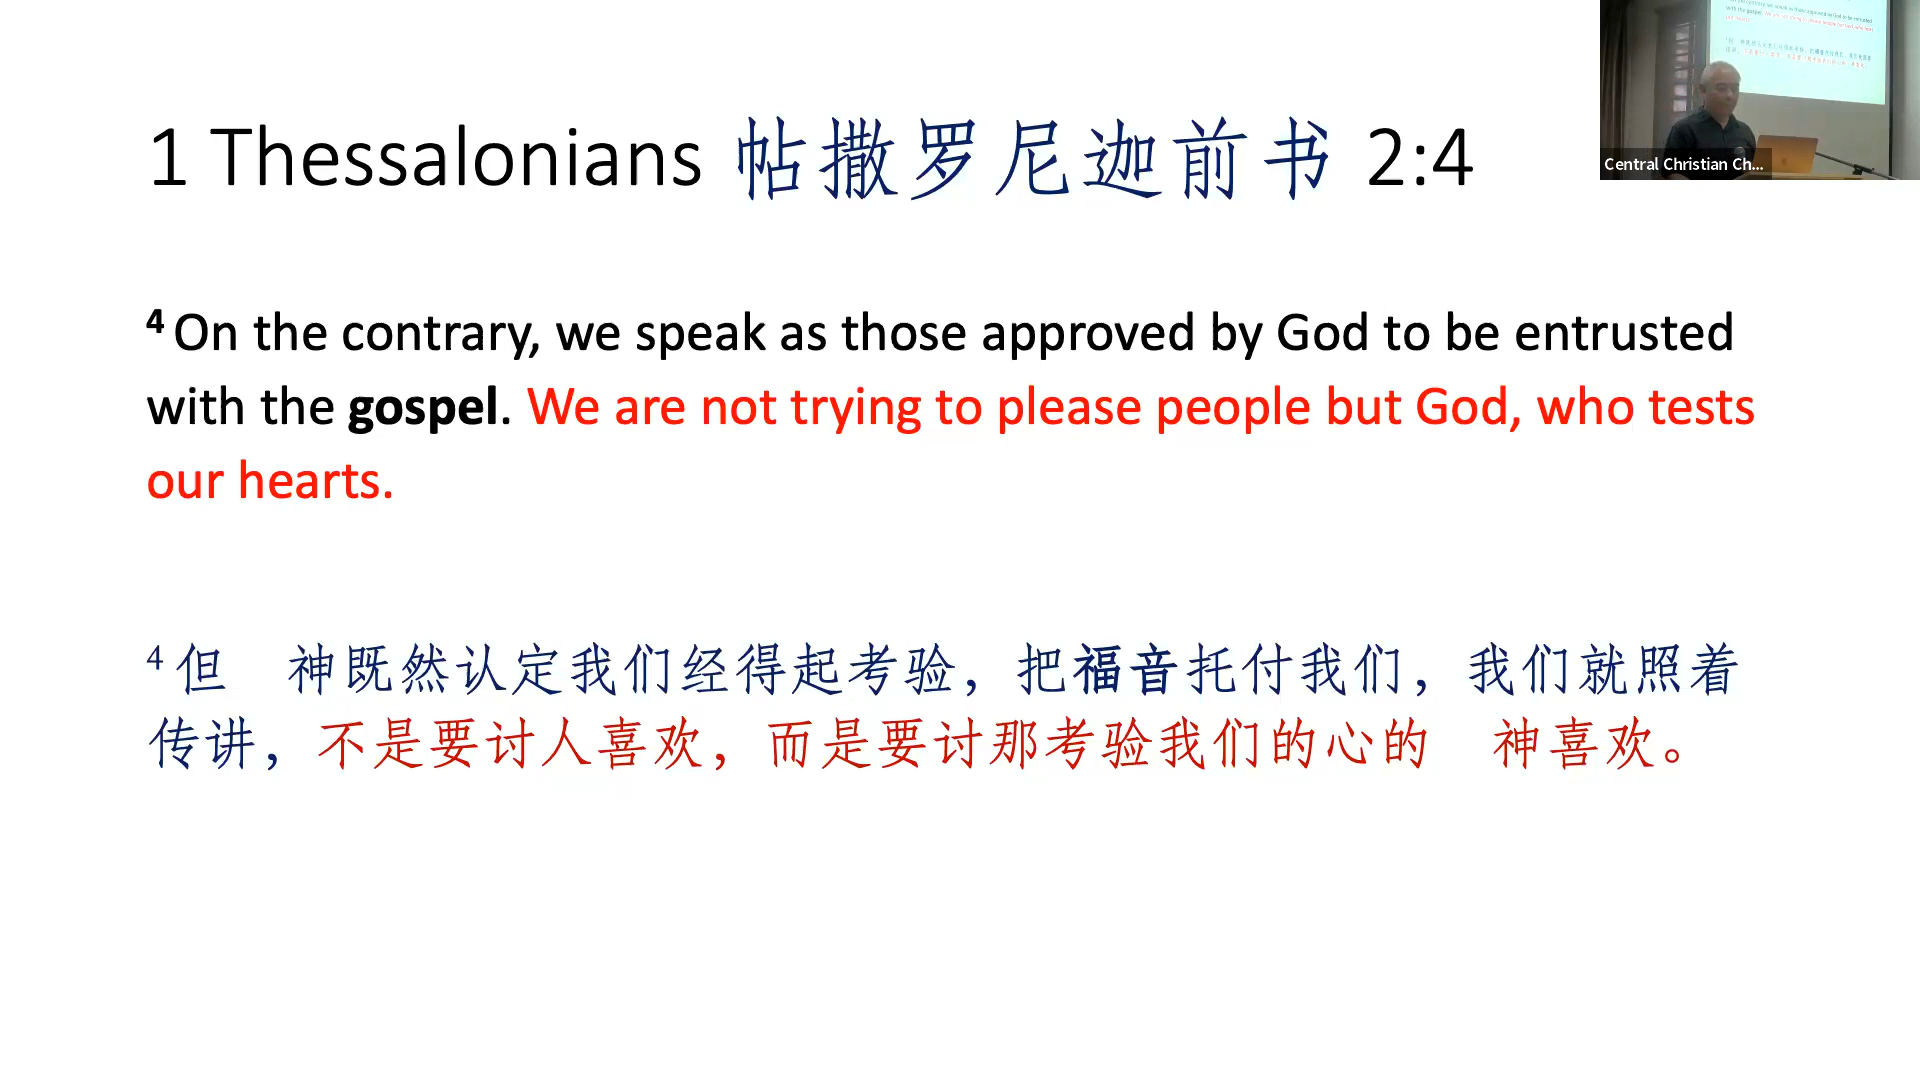 1 Thessalonians 帖撒罗尼迦前书 2:4
Central Christian Ch...
4 On the contrary, we speak as those approved by God to be entrusted
with the gospel. We are not trying to please people but God, who tests
our hearts.
4 但　神既然认定我们经得起考验，把福音托付我们，我们就照着
传讲，不是要讨人喜欢，而是要讨那考验我们的心的　神喜欢。